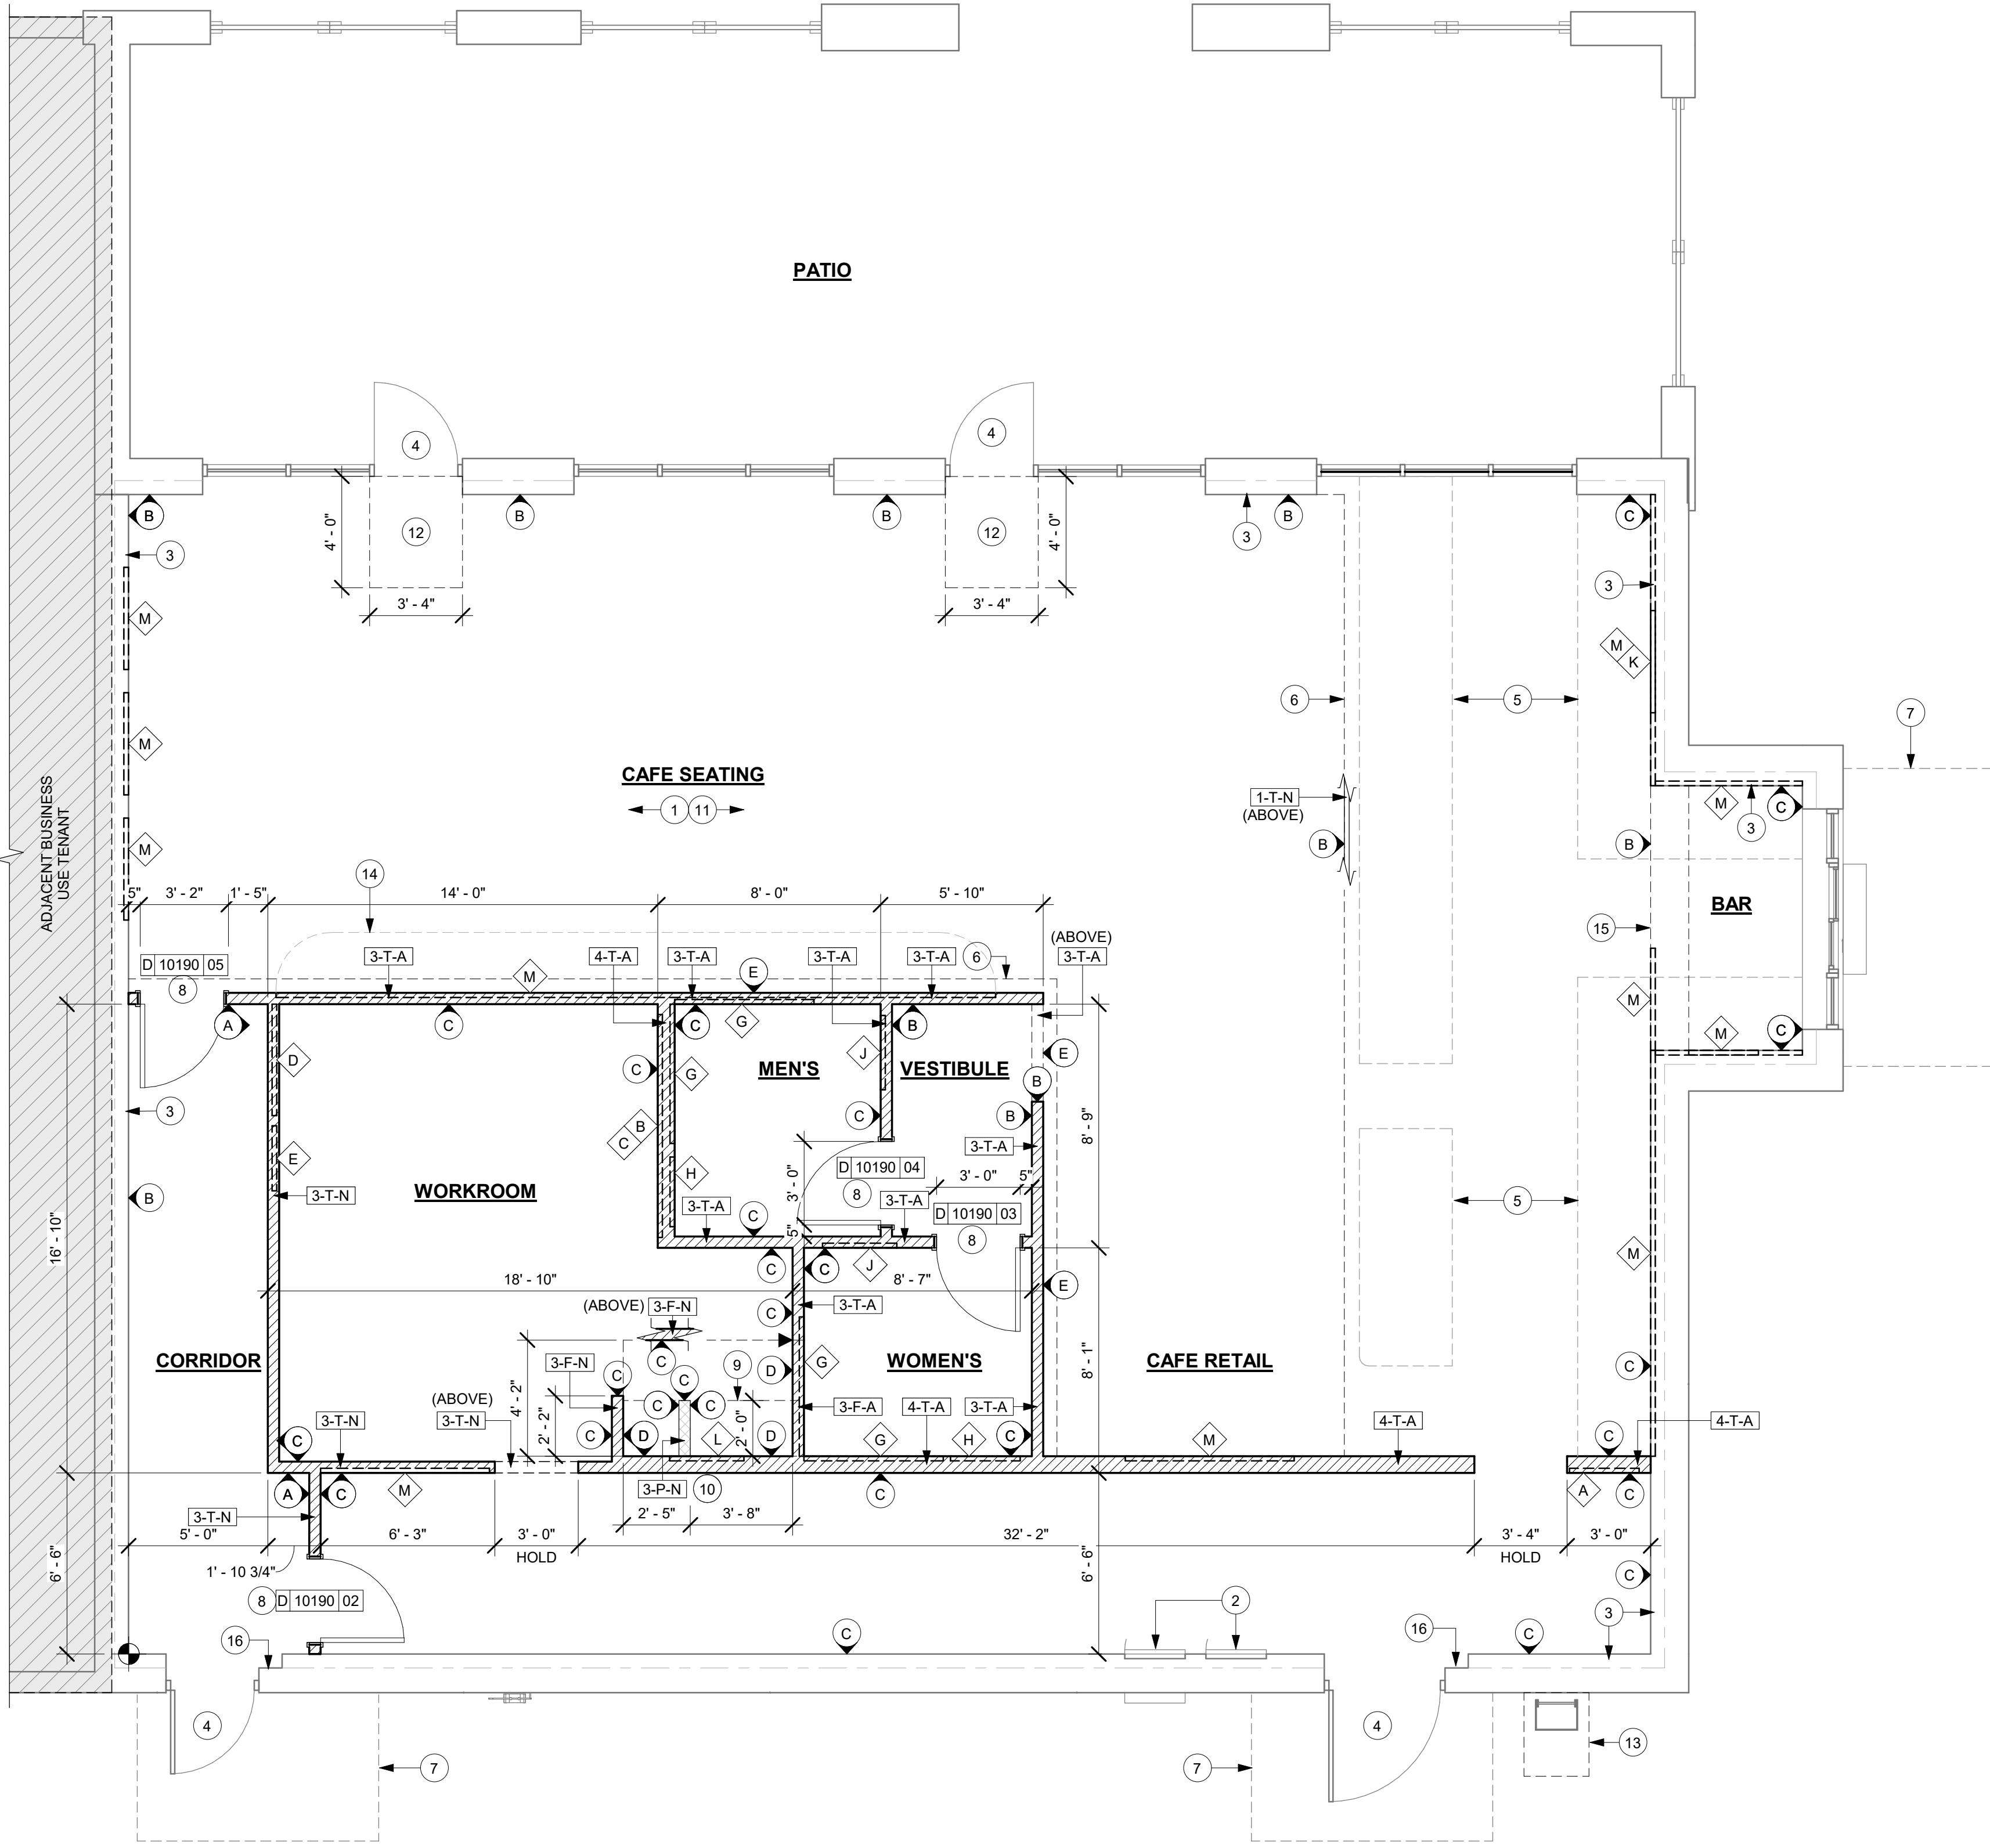 PATIO
4
4
B
B
B
B
C
3
3
4' - 0"
12
12
4' - 0"
3
3' - 4"
3' - 4"
M
M
K
6
5
7
M
CAFE SEATING
1
11
1-T-N
(ABOVE)
M
C
3
ADJACENT BUSINESS
USE TENANT
M
B
B
14
5"
3' - 2"
1' - 5"
14' - 0"
8' - 0"
5' - 10"
BAR
15
(ABOVE)
D
10190
05
3-T-A
4-T-A
3-T-A
3-T-A
3-T-A
6
3-T-A
8
M
E
M
A
C
C
G
B
M
C
D
J
E
C
G
MEN'S
VESTIBULE
B
3
C
B
B
8' - 9"
C
3-T-A
E
D
10190
04
H
3' - 0"
3' - 0"
5"
WORKROOM
3-T-N
8
3-T-A
3-T-A
B
5
16' - 10"
C
D
10190
03
5"
8
M
C
C
J
18' - 10"
8' - 7"
E
(ABOVE)
3-F-N
C
3-T-A
CORRIDOR
3-F-N
C
9
D
G
WOMEN'S
8' - 1"
CAFE RETAIL
C
C
C
4' - 2"
(ABOVE)
2' - 2"
C
C
2' - 0"
3-F-A
4-T-A
3-T-A
3-T-N
3-T-N
4-T-A
4-T-A
C
C
D
L
D
G
H
C
M
C
A
C
M
3-P-N
10
C
A
C
3-T-N
2' - 5"
3' - 8"
5' - 0"
6' - 3"
3' - 0"
32' - 2"
3' - 4"
3' - 0"
HOLD
HOLD
6' - 6"
1' - 10 3/4"
6' - 6"
C
8
D
10190
02
2
3
16
C
16
C
4
4
13
7
7